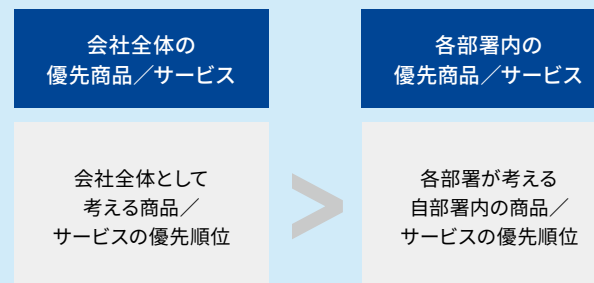 会社全体の
優先商品／サービス
各部署内の
優先商品／サービス
会社全体として
考える商品／
サービスの優先順位
>
各部署が考える
自部署内の商品／
サービスの優先順位